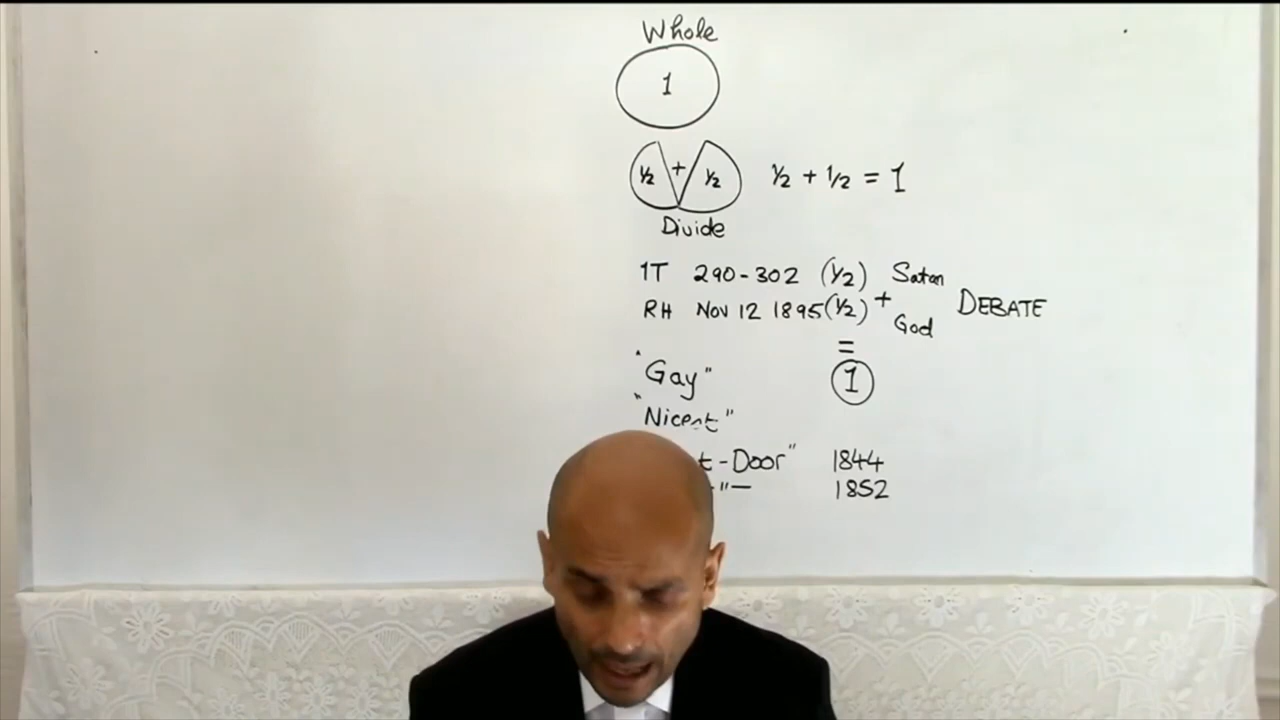 Whole
1
1/2 + 1/2
1/2 + 1/2 = 1
Divide
1T 290-302 (1/2) Satan
+ DEBATE
RH Nov 12 1895 (1/2) God
=
"Gay" 1
"Nicest"
t-Door" 1844
"— 1852